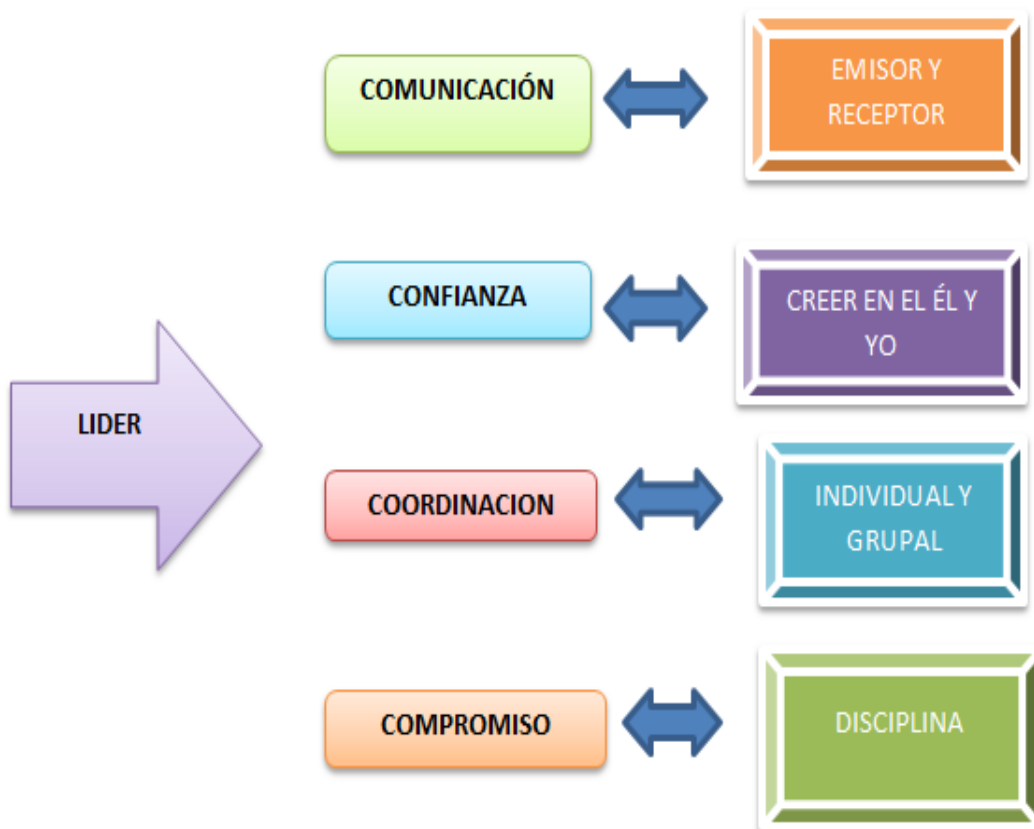 COMUNICACIÓN
EMISOR Y
RECEPTOR
CONFIANZA
CREER EN EL ÉL Y
YO
LIDER
COORDINACION
INDIVIDUAL Y
GRUPAL
COMPROMISO
DISCIPLINA